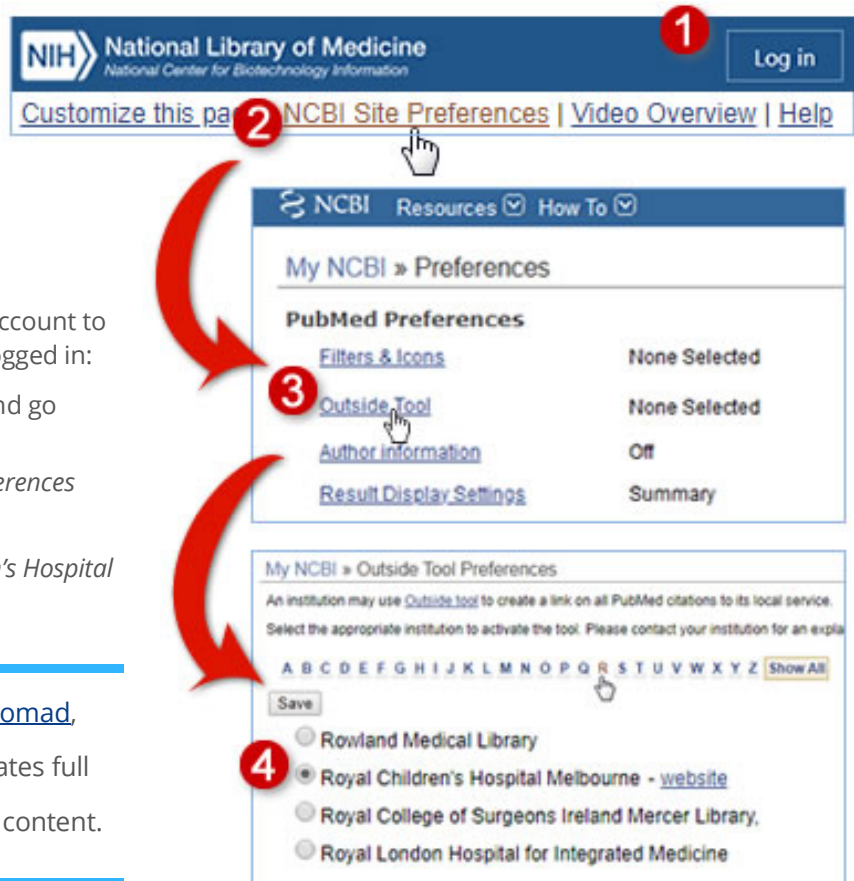 1
NIH National Library of Medicine
National Center for Biotechnology Information
Log in
Customize this pa 2 NCBI Site Preferences | Video Overview | Help
NCBI Resources How To
My NCBI » Preferences
PubMed Preferences
Filters & Icons None Selected
3 Outside Tool None Selected
Author information Off
Result Display Settings Summary
ccount to
ogged in:
nd go
erences
n's Hospital
omad,
ates full
content.
My NCBI » Outside Tool Preferences
An institution may use Outside tool to create a link on all PubMed citations to its local service.
Select the appropriate institution to activate the tool. Please contact your institution for an expla
A B C D E F G H I J K L M N O P Q R S T U V W X Y Z Show All
Save
Rowland Medical Library
4 Royal Children's Hospital Melbourne - website
Royal College of Surgeons Ireland Mercer Library,
Royal London Hospital for Integrated Medicine